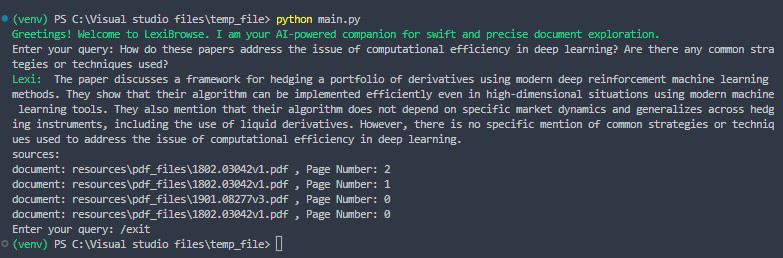 (venv) PS C:\Visual studio files\temp_file> python main.py
Greetings! Welcome to LexiBrowse. I am your AI-powered companion for swift and precise document exploration.
Enter your query: How do these papers address the issue of computational efficiency in deep learning? Are there any common stra
tegies or techniques used?
Lexi:  The paper discusses a framework for hedging a portfolio of derivatives using modern deep reinforcement machine learning
methods. They show that their algorithm can be implemented efficiently even in high-dimensional situations using modern machine
 learning tools. They also mention that their algorithm does not depend on specific market dynamics and generalizes across hedg
ing instruments, including the use of liquid derivatives. However, there is no specific mention of common strategies or techniq
ues used to address the issue of computational efficiency in deep learning.
sources:
document: resources\pdf_files\1802.03042v1.pdf , Page Number: 2
document: resources\pdf_files\1802.03042v1.pdf , Page Number: 1
document: resources\pdf_files\1901.08277v3.pdf , Page Number: 0
document: resources\pdf_files\1802.03042v1.pdf , Page Number: 0
Enter your query: /exit
(venv) PS C:\Visual studio files\temp_file>